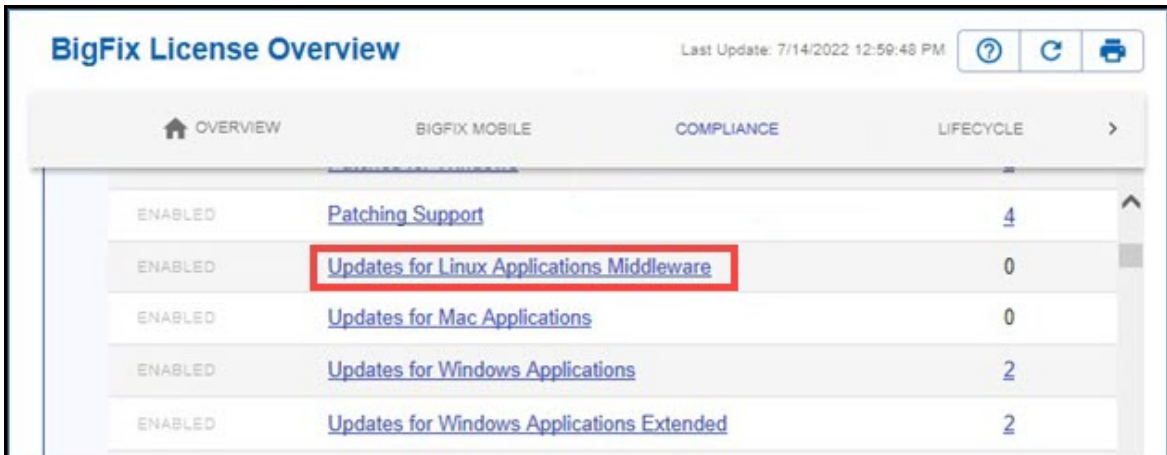 BigFix License Overview
Last Update: 7/14/2022 12:59:48 PM
OVERVIEW
BIGFIX MOBILE
COMPLIANCE
LIFECYCLE
ENABLED Patching Support 4
ENABLED Updates for Linux Applications Middleware 0
ENABLED Updates for Mac Applications 0
ENABLED Updates for Windows Applications 2
ENABLED Updates for Windows Applications Extended 2